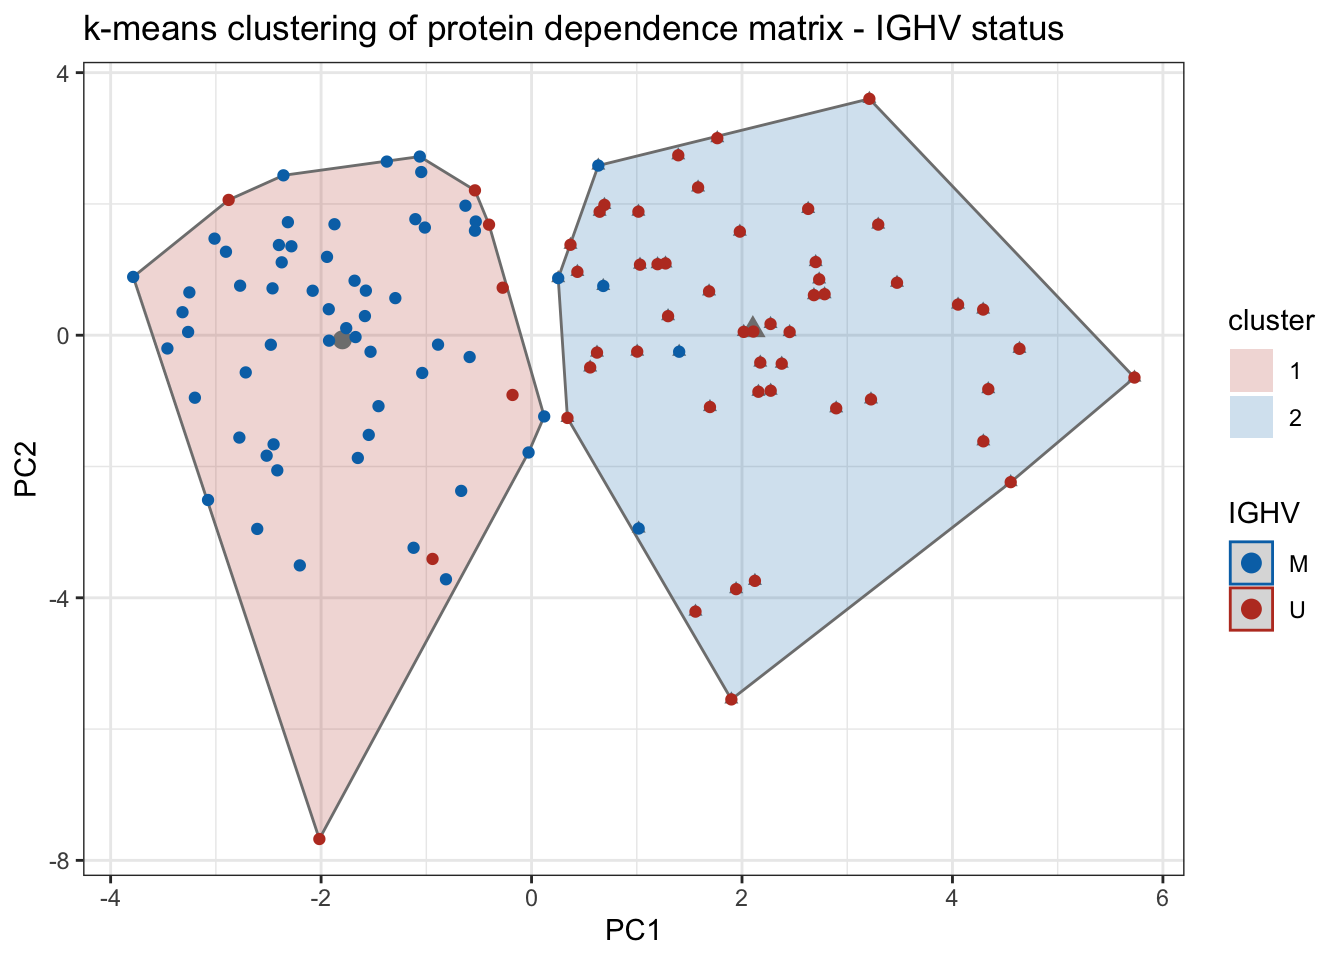 k-means clustering of protein dependence matrix - IGHV status
4
0
-4
-8
PC2
-4
-2
0
2
4
6
PC1
cluster
1
2
IGHV
M
U